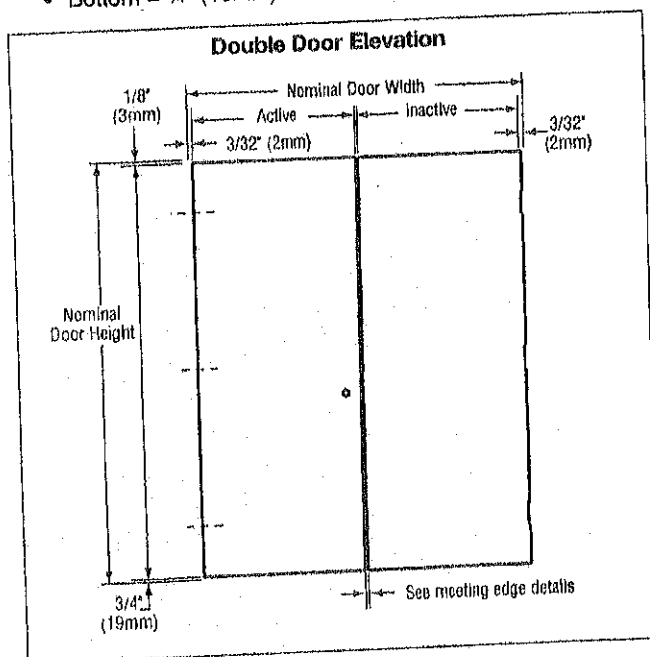 • Bottom =
Double Door Elevation
Nominal Door Width
1/8"
(3mm)
Active
Inactive
3/32" (2mm)
3/32"
(2mm)
Nominal
Door Height
3/4"
(19mm)
See meeting edge details